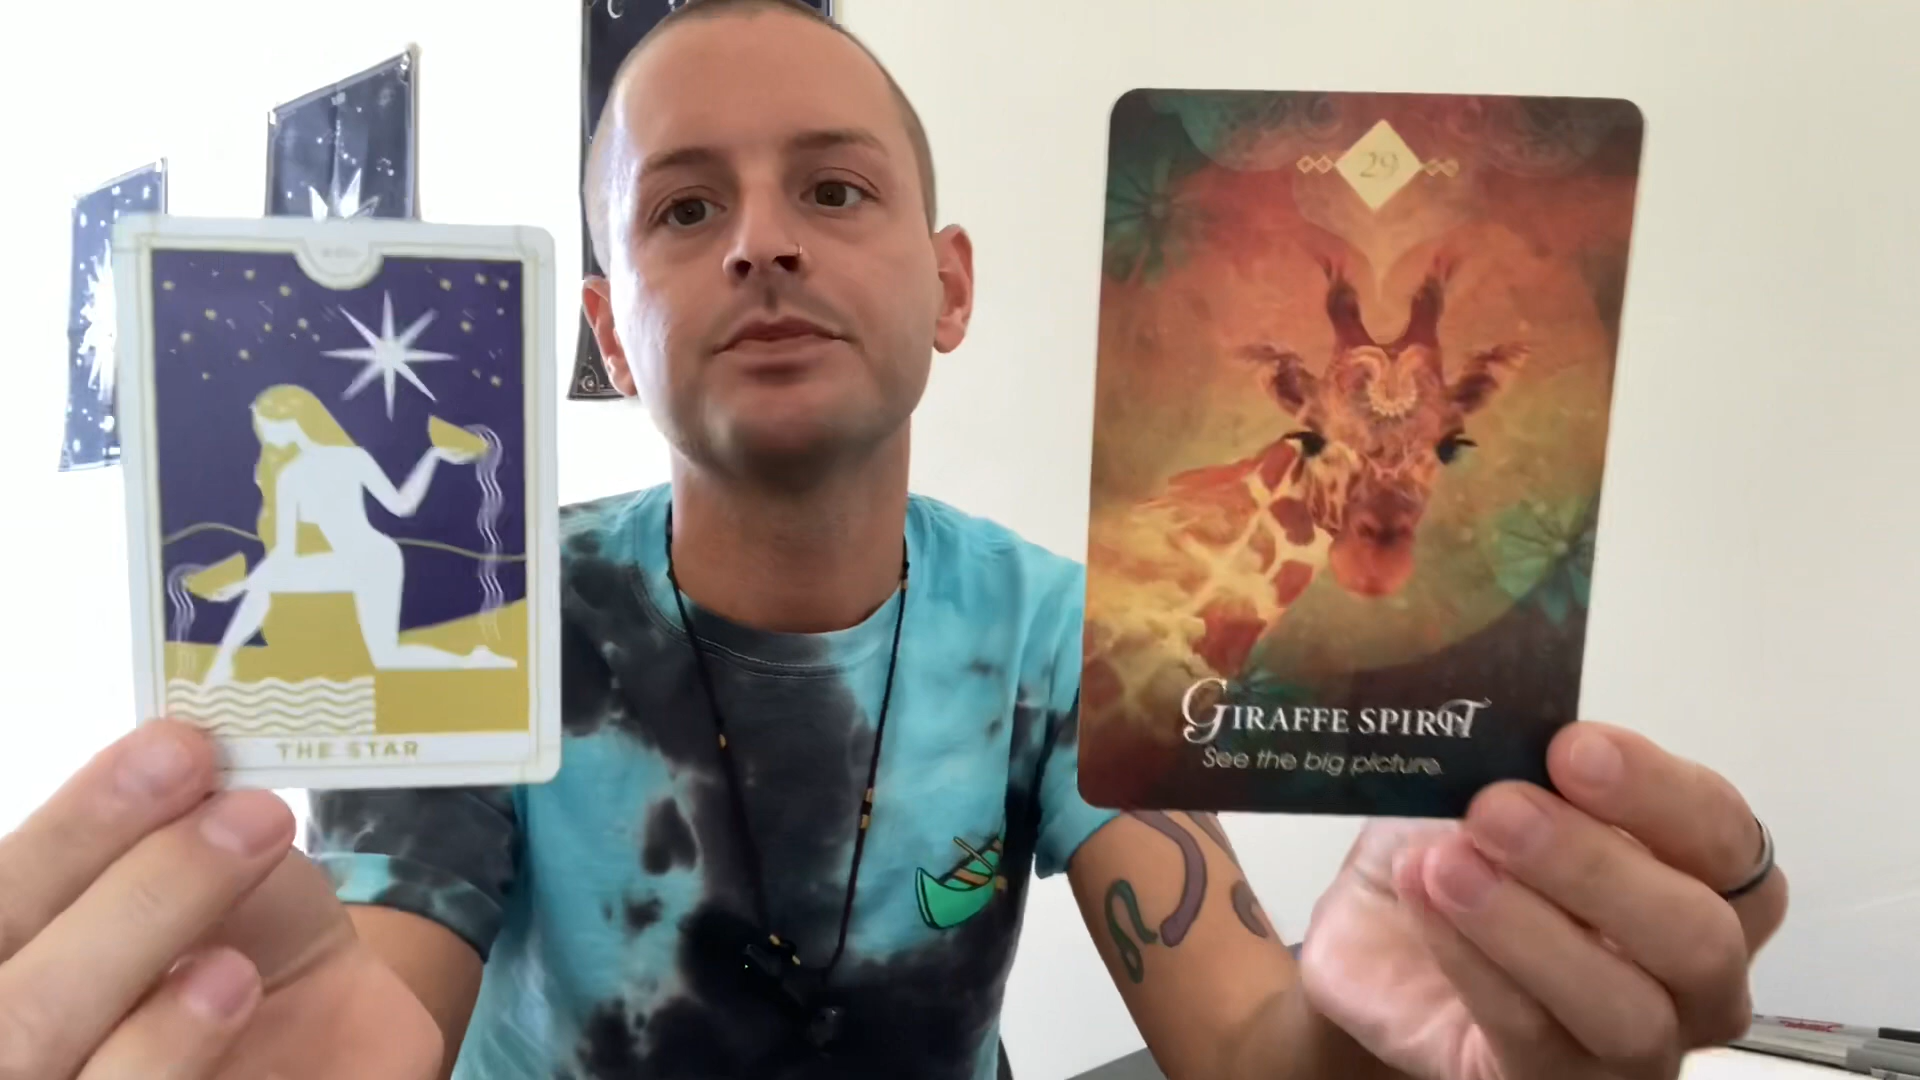 THE STAR
29
GIRAFFE SPIRIT
See the big picture.